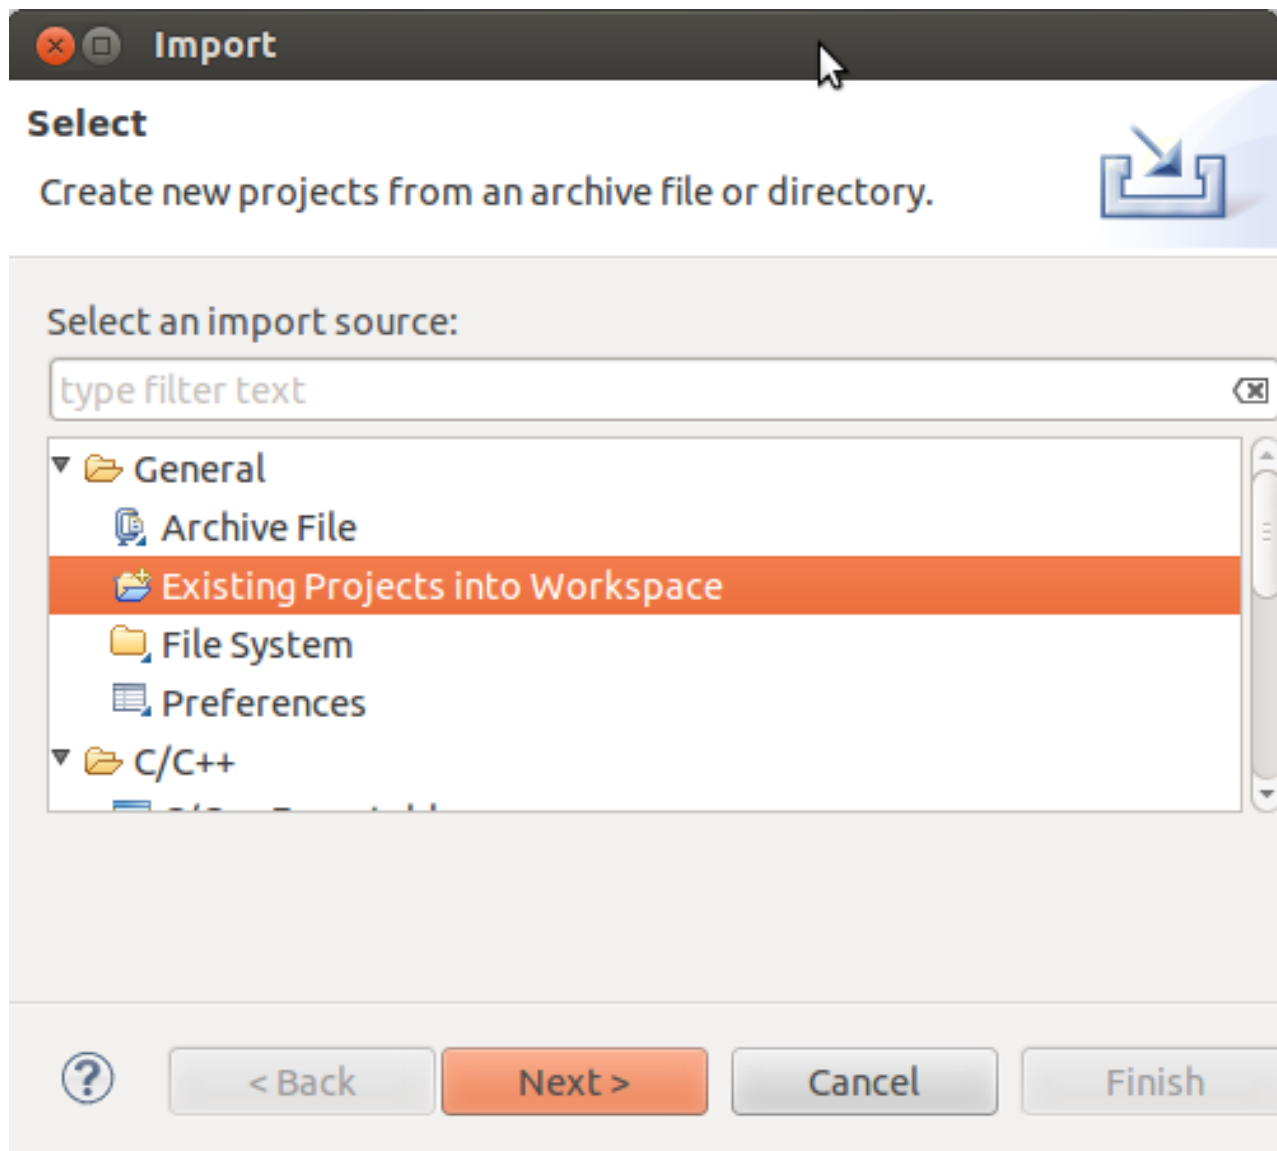 Import
Select
Create new projects from an archive file or directory.
Select an import source:
type filter text
General
Archive File
Existing Projects into Workspace
File System
Preferences
C/C++
< Back
Next >
Cancel
Finish